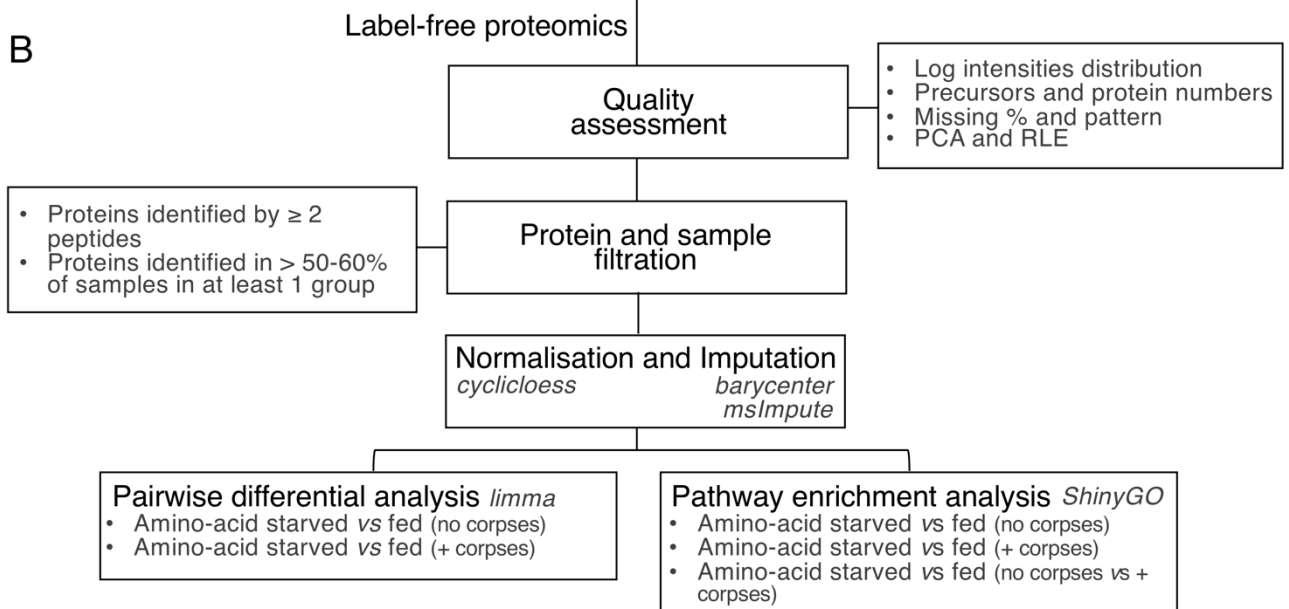 B
Label-free proteomics
Quality
assessment
• Log intensities distribution
• Precursors and protein numbers
• Missing % and pattern
• PCA and RLE
• Proteins identified by ≥ 2
peptides
• Proteins identified in > 50-60%
of samples in at least 1 group
Protein and sample
filtration
Normalisation and Imputation
cyclicloess barycenter
msImpute
Pairwise differential analysis limma
• Amino-acid starved vs fed (no corpses)
• Amino-acid starved vs fed (+ corpses)
Pathway enrichment analysis ShinyGO
• Amino-acid starved vs fed (no corpses)
• Amino-acid starved vs fed (+ corpses)
• Amino-acid starved vs fed (no corpses vs +
corpses)